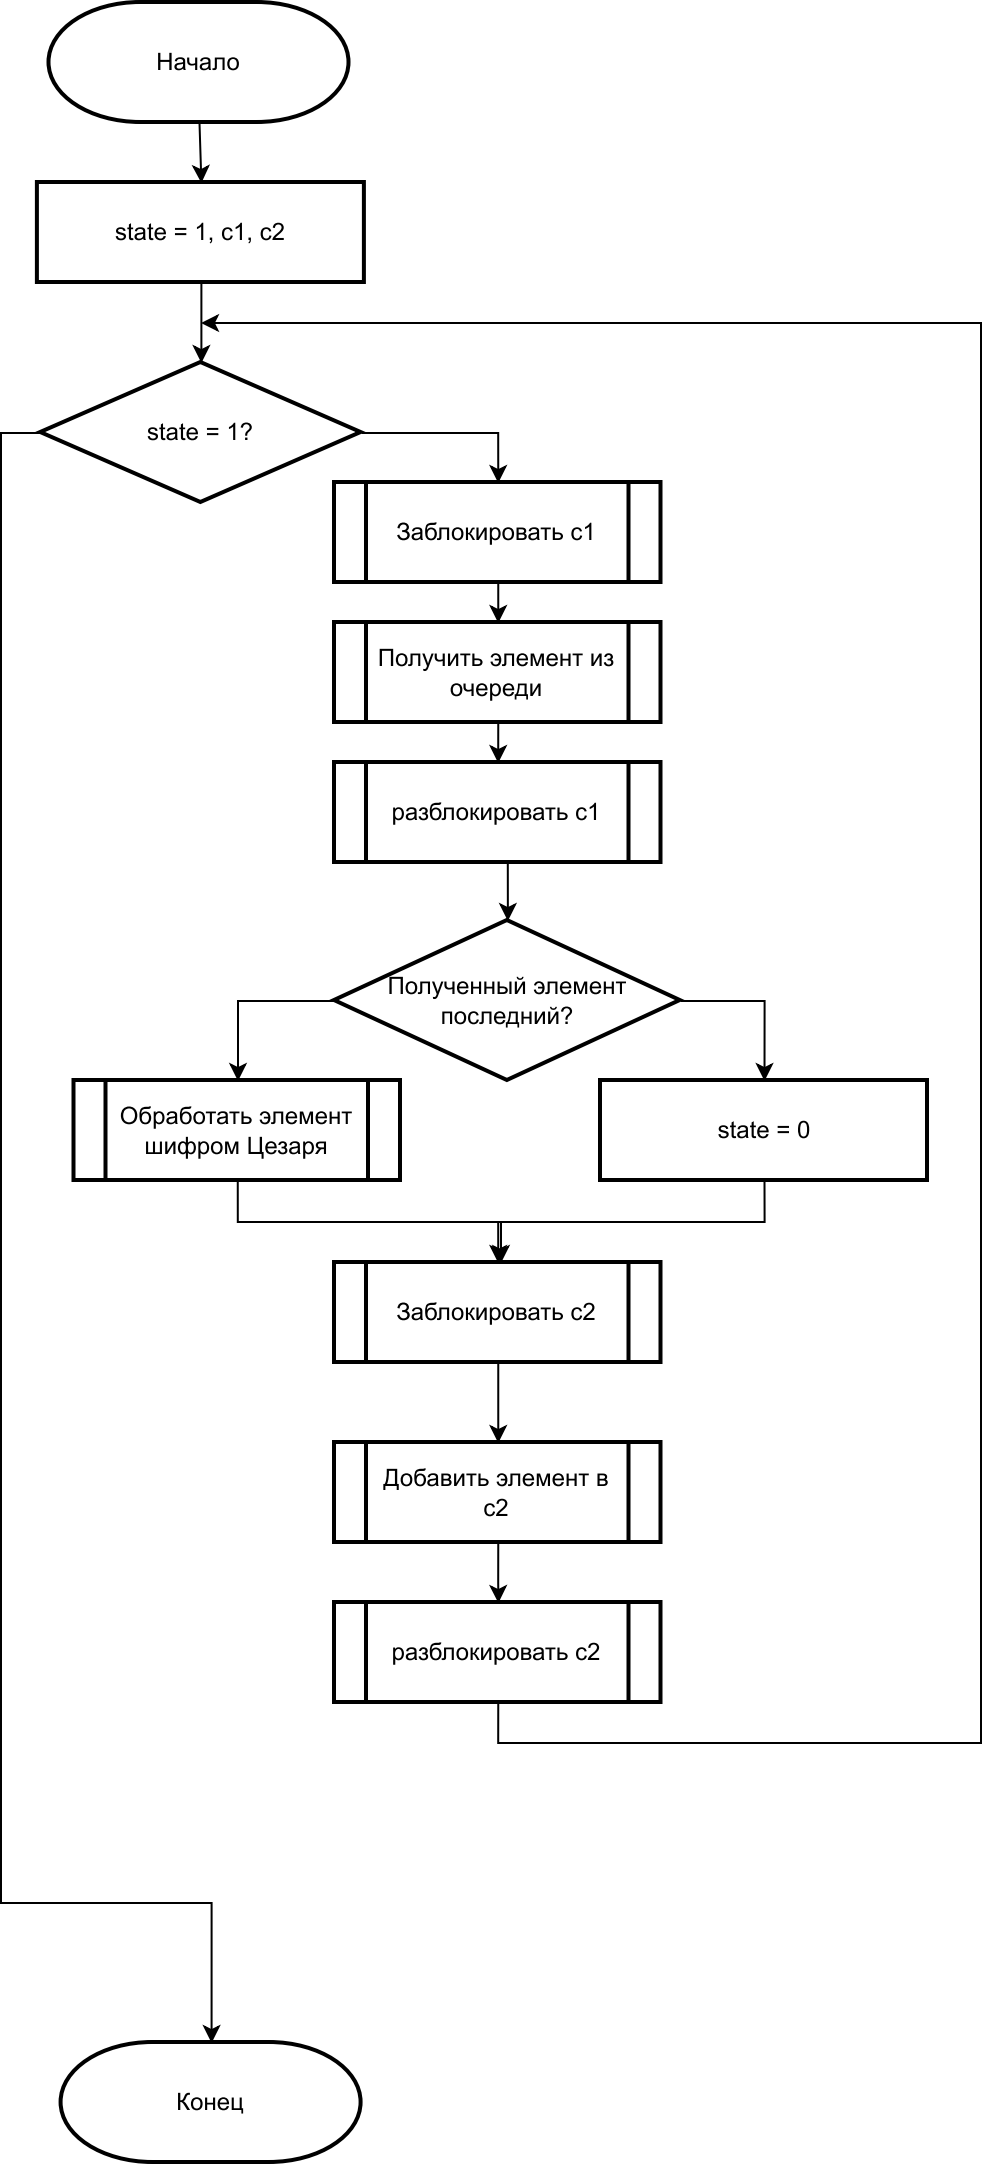 Начало
state = 1, c1, c2
state = 1?
Заблокировать c1
Получить элемент из
очереди
разблокировать c1
Полученный элемент
последний?
Обработать элемент
шифром Цезаря
state = 0
Заблокировать c2
Добавить элемент в
c2
разблокировать c2
Конец